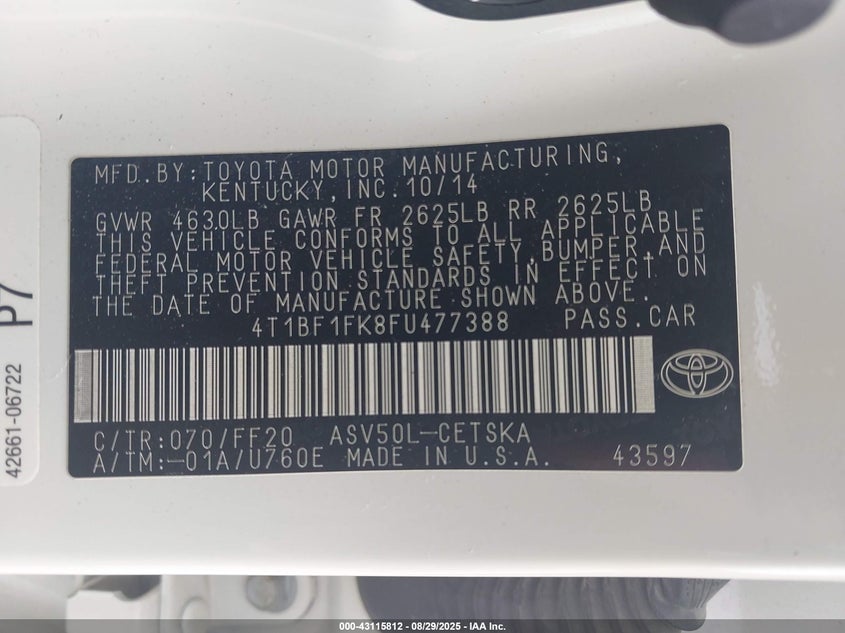 MFD.BY:TOYOTA MOTOR MANUFACTURING,
KENTUCKY,INC.10/14
GVWR 4630LB GAWR FR 2625LB RR 2625LB
THIS VEHICLE CONFORMS TO ALL APPLICABLE
FEDERAL MOTOR VEHICLE SAFETY,BUMPER,AND
THEFT PREVENTION STANDARDS IN EFFECT ON
THE DATE OF MANUFACTURE SHOWN ABOVE.
4T1BF1FK8FU477388 PASS.CAR
C/TR:070/FF20 ASV50L-CETSKA
A/TM:-01A/U760E MADE IN U.S.A. 43597
P7
42661-06722
000-43115812 - 08/29/2025 - IAA Inc.